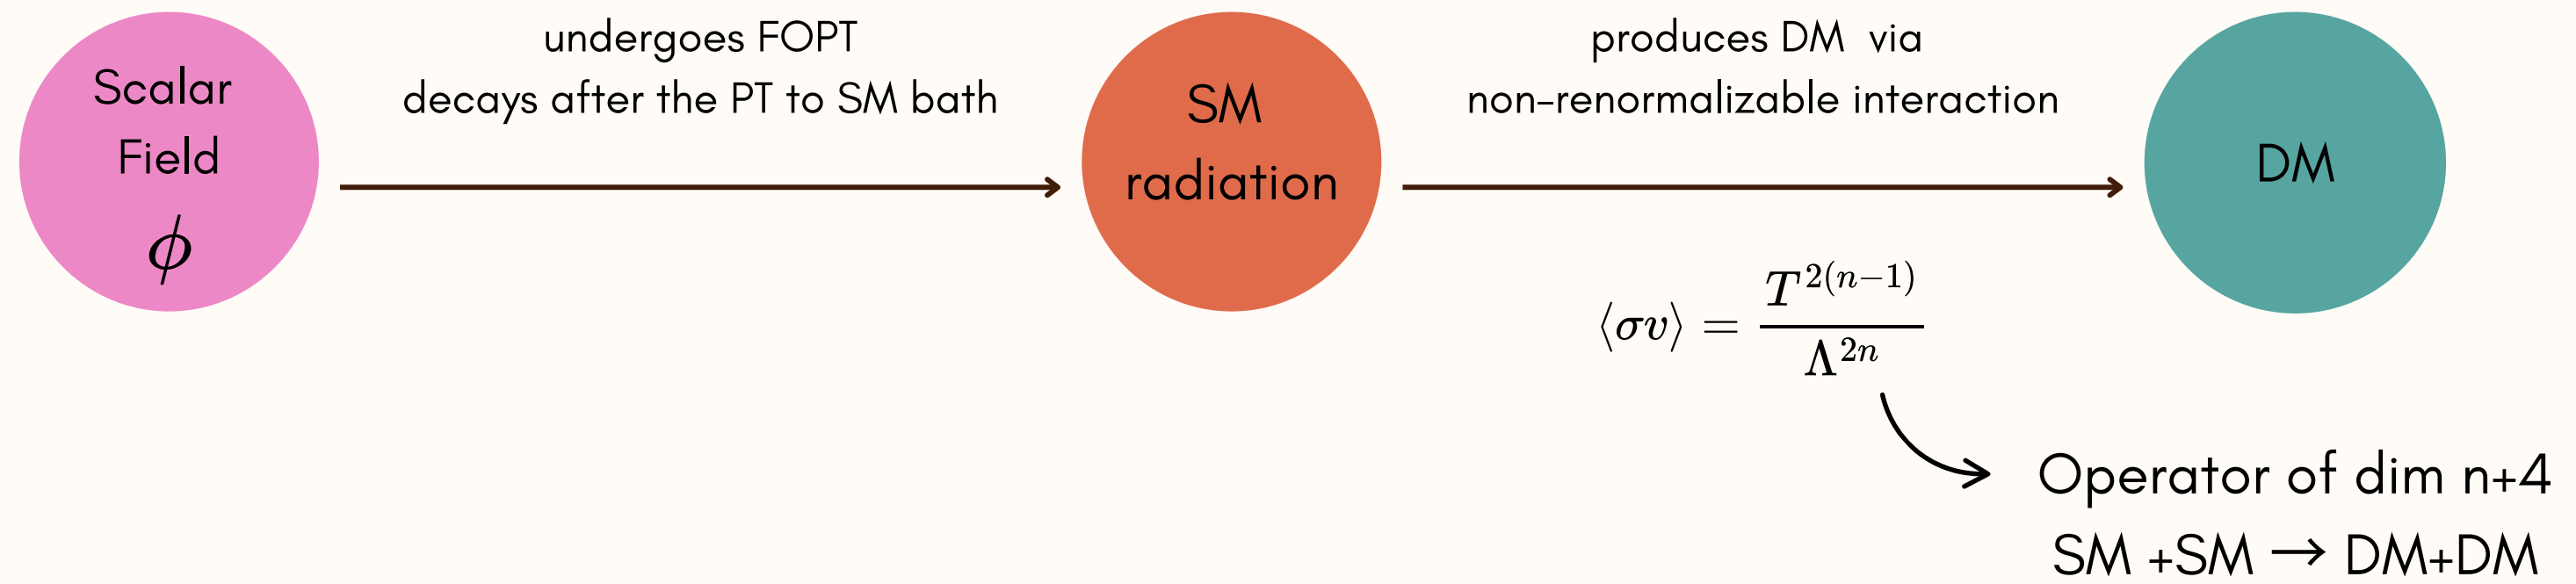 Scalar
Field
ϕ
undergoes FOPT
decays after the PT to SM bath
SM
radiation
produces DM via
non-renormalizable interaction
DM
⟨σv⟩ = T^{2(n−1)} / Λ^{2n}
Operator of dim n+4
SM +SM → DM+DM